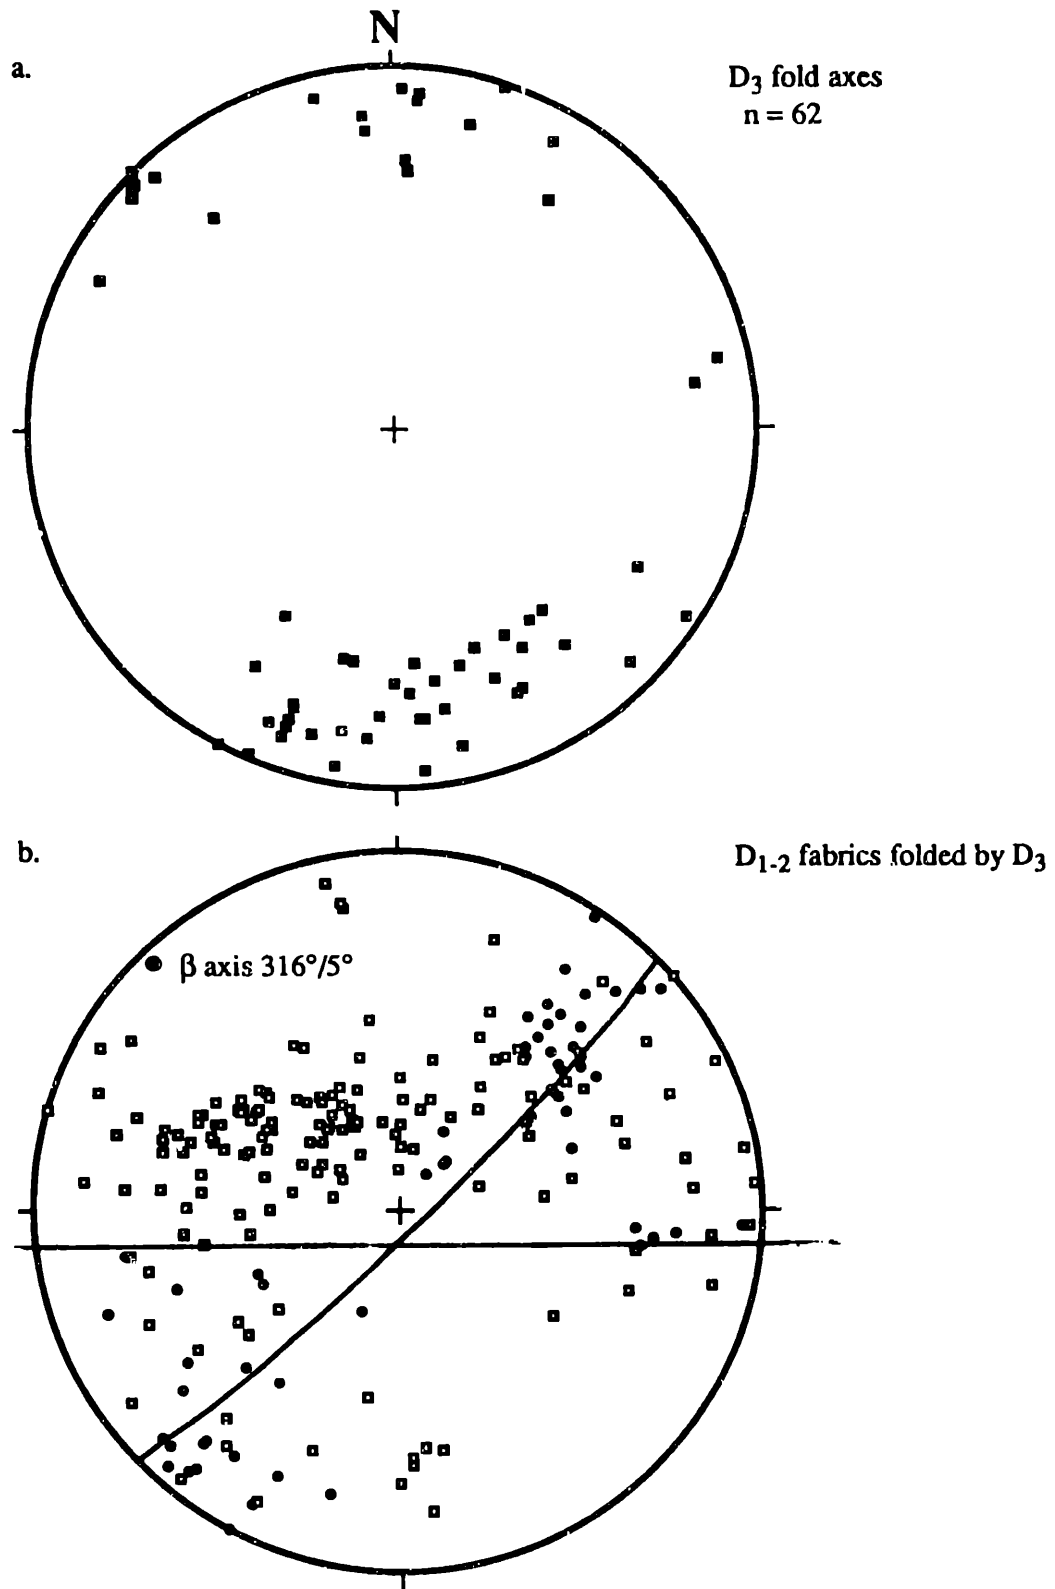 N
a.
D3 fold axes
n = 62
b.
D1-2 fabrics folded by D3
β axis 316°/5°